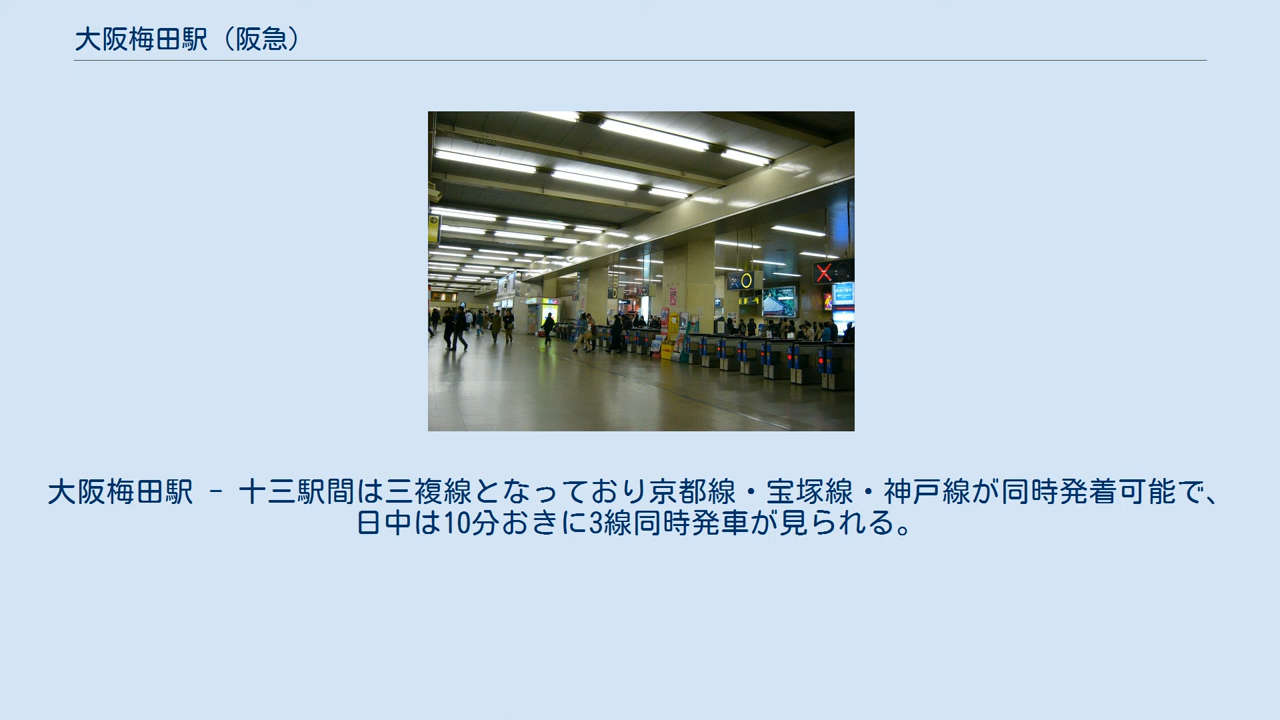 大阪梅田駅（阪急）
大阪梅田駅 - 十三駅間は三複線となっており京都線・宝塚線・神戸線が同時発着可能で、
日中は10分おきに3線同時発車が見られる。